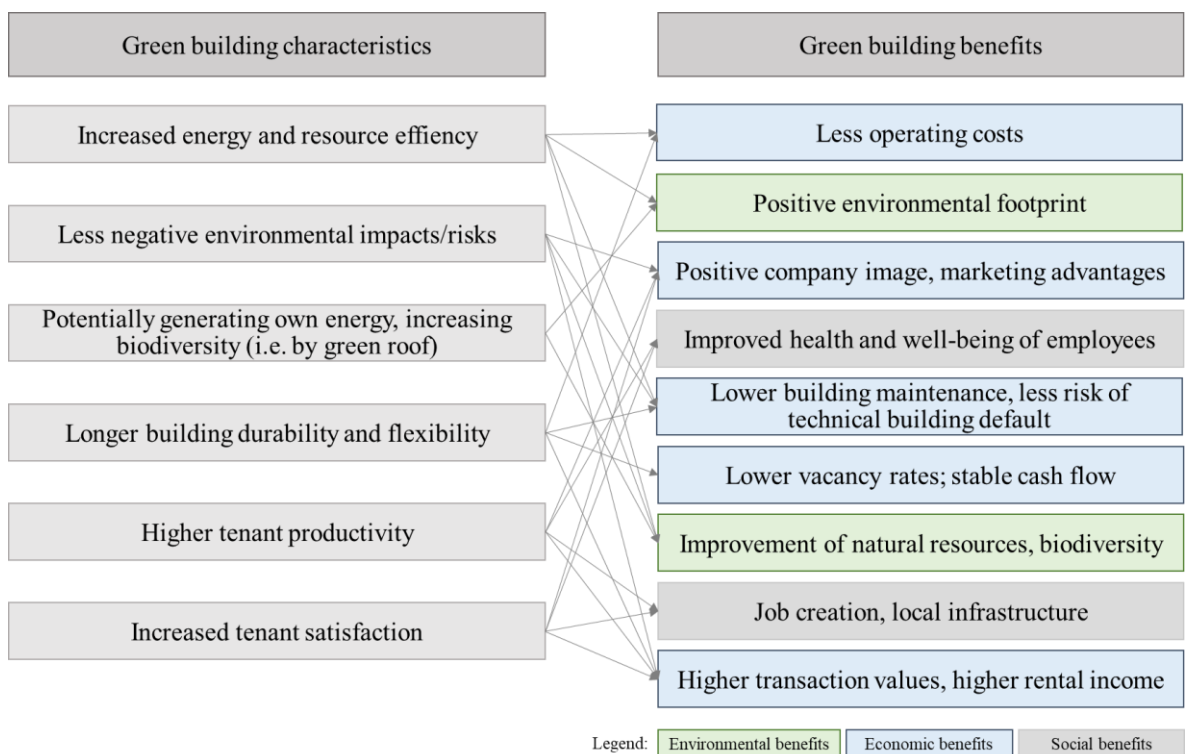 Green building characteristics
Green building benefits
Increased energy and resource effiency
Less negative environmental impacts/risks
Potentially generating own energy, increasing
biodiversity (i.e. by green roof)
Longer building durability and flexibility
Higher tenant productivity
Increased tenant satisfaction
Less operating costs
Positive environmental footprint
Positive company image, marketing advantages
Improved health and well-being of employees
Lower building maintenance, less risk of
technical building default
Lower vacancy rates; stable cash flow
Improvement of natural resources, biodiversity
Job creation, local infrastructure
Higher transaction values, higher rental income
Legend: Environmental benefits Economic benefits Social benefits